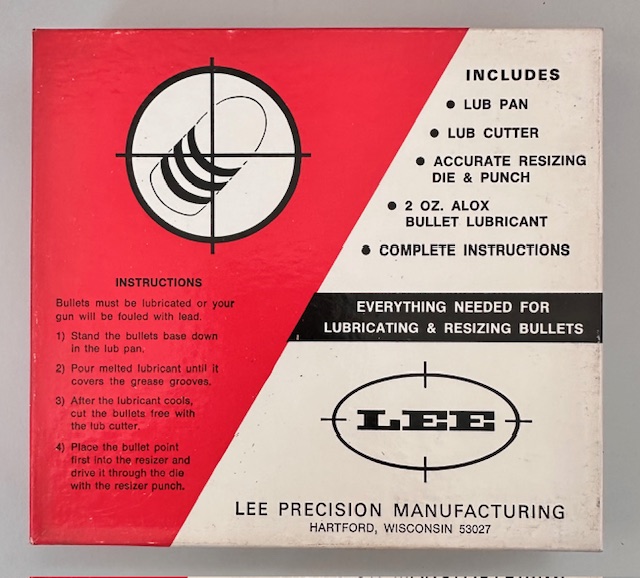 INCLUDES
● LUB PAN
● LUB CUTTER
● ACCURATE RESIZING
DIE & PUNCH
● 2 OZ. ALOX
BULLET LUBRICANT
● COMPLETE INSTRUCTIONS
INSTRUCTIONS
Bullets must be lubricated or your
gun will be fouled with lead.
1) Stand the bullets base down
in the lub pan.
2) Pour melted lubricant until it
covers the grease grooves.
3) After the lubricant cools,
cut the bullets free with
the lub cutter.
4) Place the bullet point
first into the resizer and
drive it through the die
with the resizer punch.
EVERYTHING NEEDED FOR
LUBRICATING & RESIZING BULLETS
LEE
LEE PRECISION MANUFACTURING
HARTFORD, WISCONSIN 53027